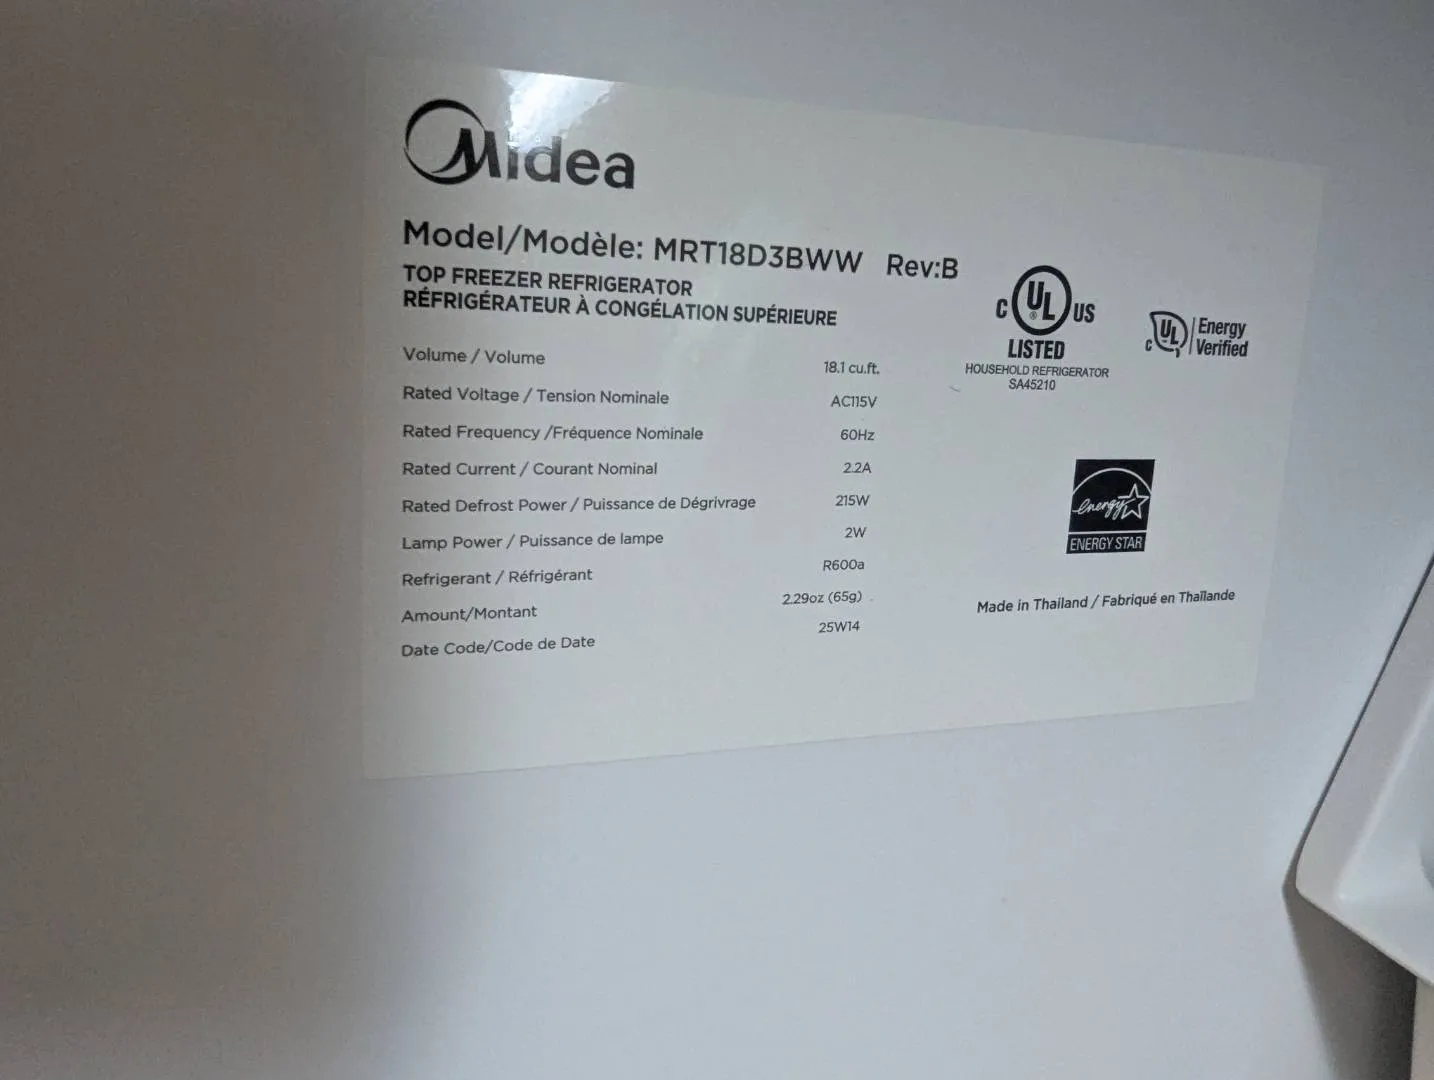 Midea
Model/Modèle: MRT18D3BWW Rev:B
TOP FREEZER REFRIGERATOR
RÉFRIGÉRATEUR À CONGÉLATION SUPÉRIEURE
Volume / Volume 18.1 cu.ft.
Rated Voltage / Tension Nominale AC115V
Rated Frequency /Fréquence Nominale 60Hz
Rated Current / Courant Nominal 2.2A
Rated Defrost Power / Puissance de Dégrivrage 215W
Lamp Power / Puissance de lampe 2W
Refrigerant / Réfrigérant R600a
Amount/Montant 2.29oz (65g)
Date Code/Code de Date 25W14
C UL ® US
LISTED
HOUSEHOLD REFRIGERATOR
SA45210
C UL Energy
Verified
energy
ENERGY STAR
Made in Thailand / Fabriqué en Thaïlande